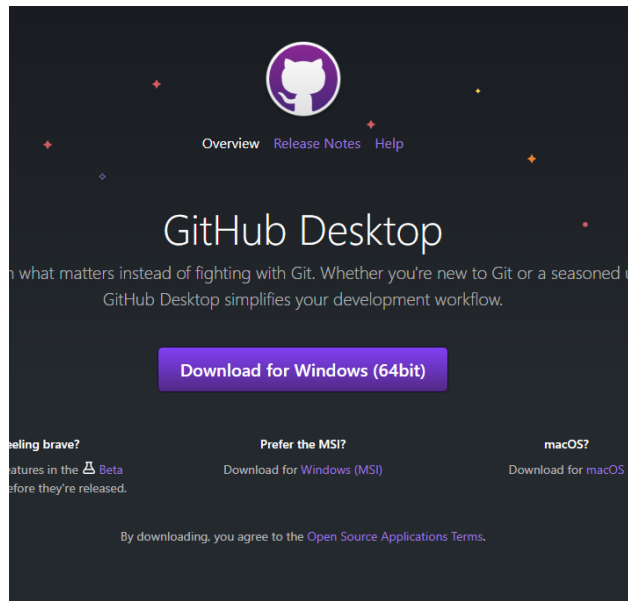 Overview Release Notes Help
GitHub Desktop
what matters instead of fighting with Git. Whether you're new to Git or a seasoned
GitHub Desktop simplifies your development workflow.
Download for Windows (64bit)
eeling brave?
eatures in the Beta
efore they're released.
Prefer the MSI?
Download for Windows (MSI)
macOS?
Download for macOS
By downloading, you agree to the Open Source Applications Terms.